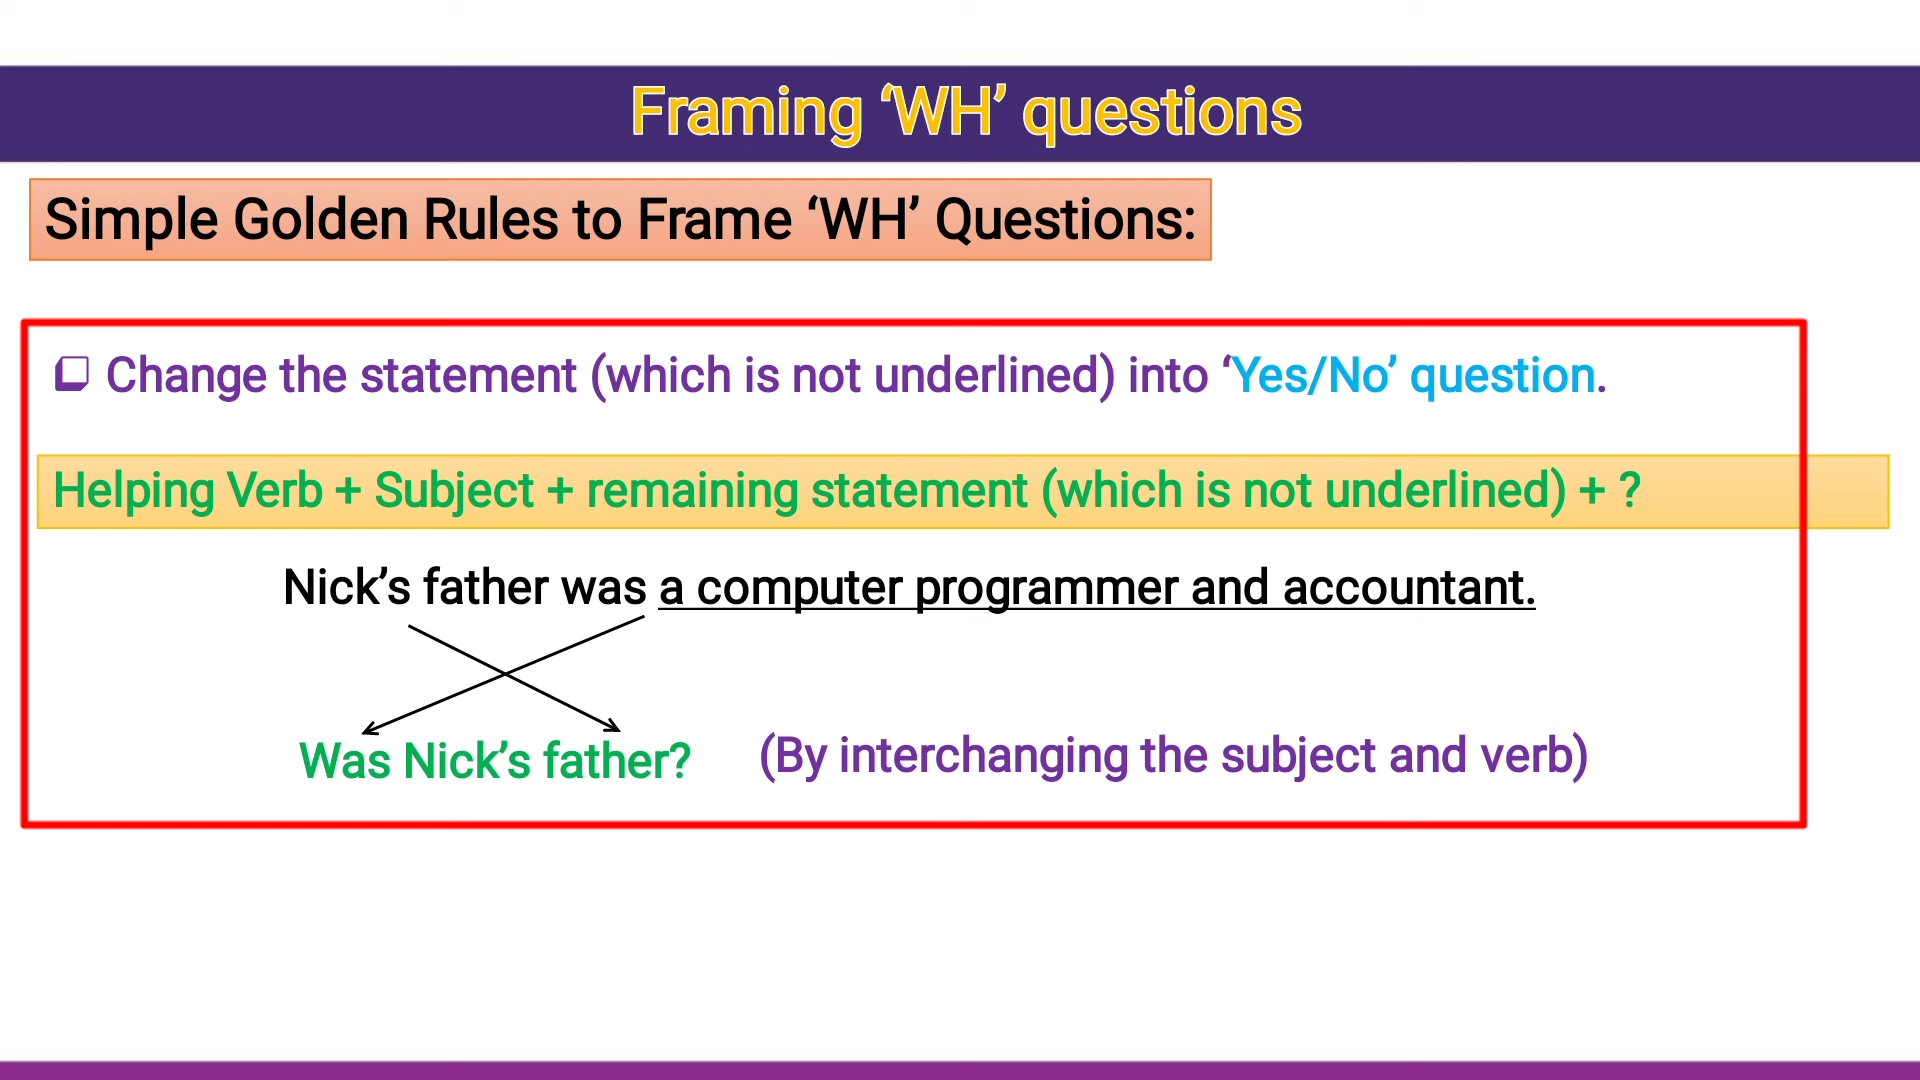 Framing ‘WH’ questions
Simple Golden Rules to Frame ‘WH’ Questions:
❑ Change the statement (which is not underlined) into ‘Yes/No’ question.
Helping Verb + Subject + remaining statement (which is not underlined) + ?
Nick’s father was a computer programmer and accountant.
Was Nick’s father? (By interchanging the subject and verb)